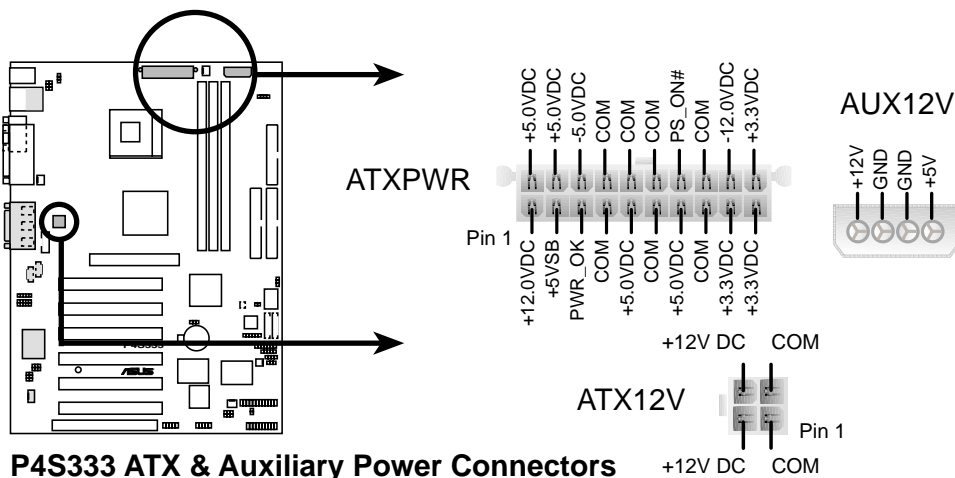 +5.0VDC
+5.0VDC
-5.0VDC
COM
COM
COM
PS_ON#
COM
-12.0VDC
+3.3VDC
AUX12V
+12V
GND
GND
+5V
ATXPWR
Pin 1
+12.0VDC
+5VSB
PWR_OK
COM
+5.0VDC
COM
+5.0VDC
COM
+3.3VDC
+3.3VDC
P4S333
ASUS
+12V DC COM
ATX12V
Pin 1
+12V DC COM
P4S333 ATX & Auxiliary Power Connectors